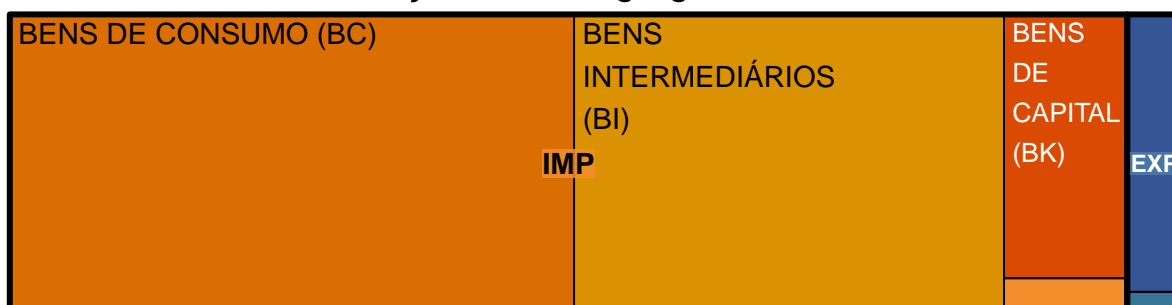 BENS DE CONSUMO (BC)
BENS
INTERMEDIÁRIOS
(BI)
BENS
DE
CAPITAL
(BK)
IMP